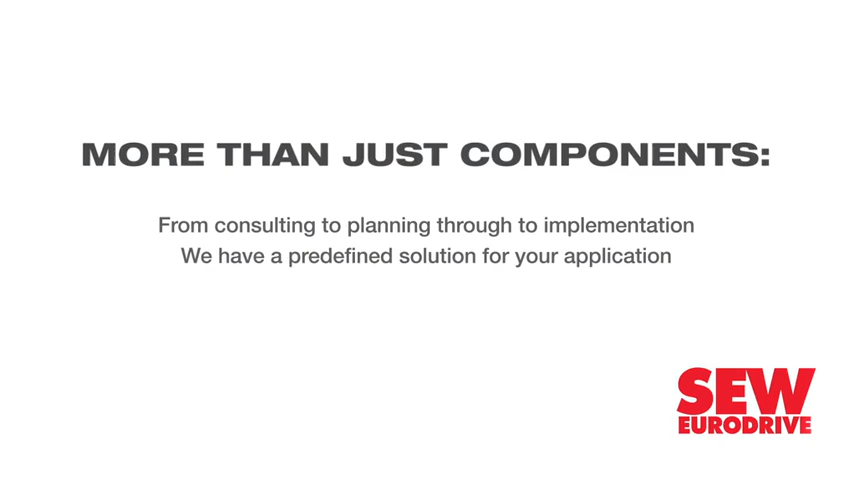 MORE THAN JUST COMPONENTS:
From consulting to planning through to implementation
We have a predefined solution for your application
SEW
EURODRIVE